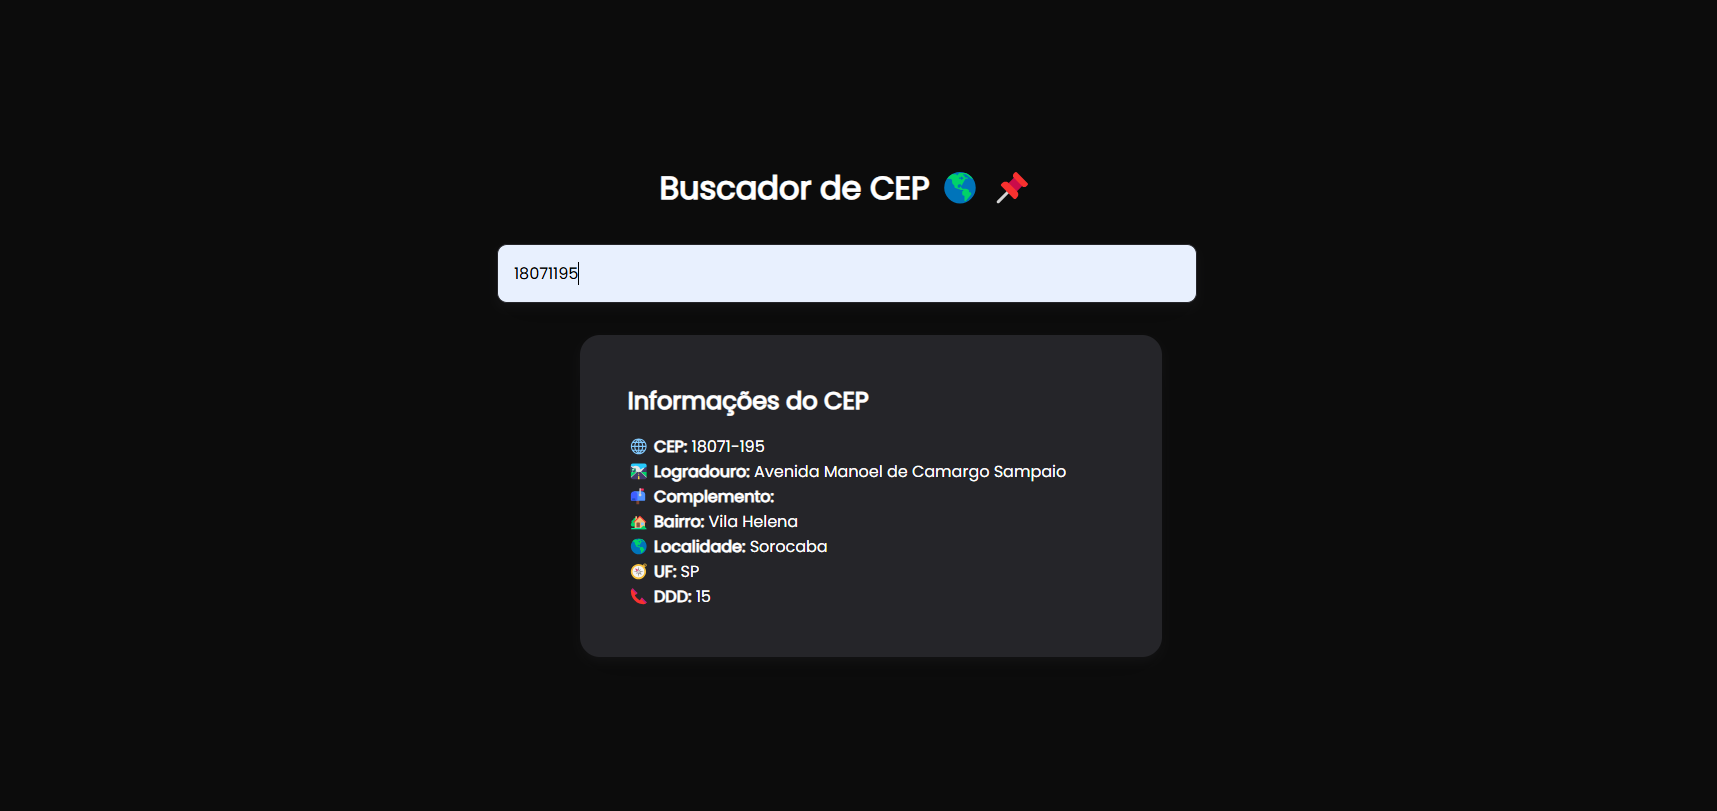 Buscador de CEP 🌎 📌
18071195
Informações do CEP
🌐 CEP: 18071-195
🛣️ Logradouro: Avenida Manoel de Camargo Sampaio
📫 Complemento:
🏡 Bairro: Vila Helena
🌎 Localidade: Sorocaba
🧭 UF: SP
📞 DDD: 15